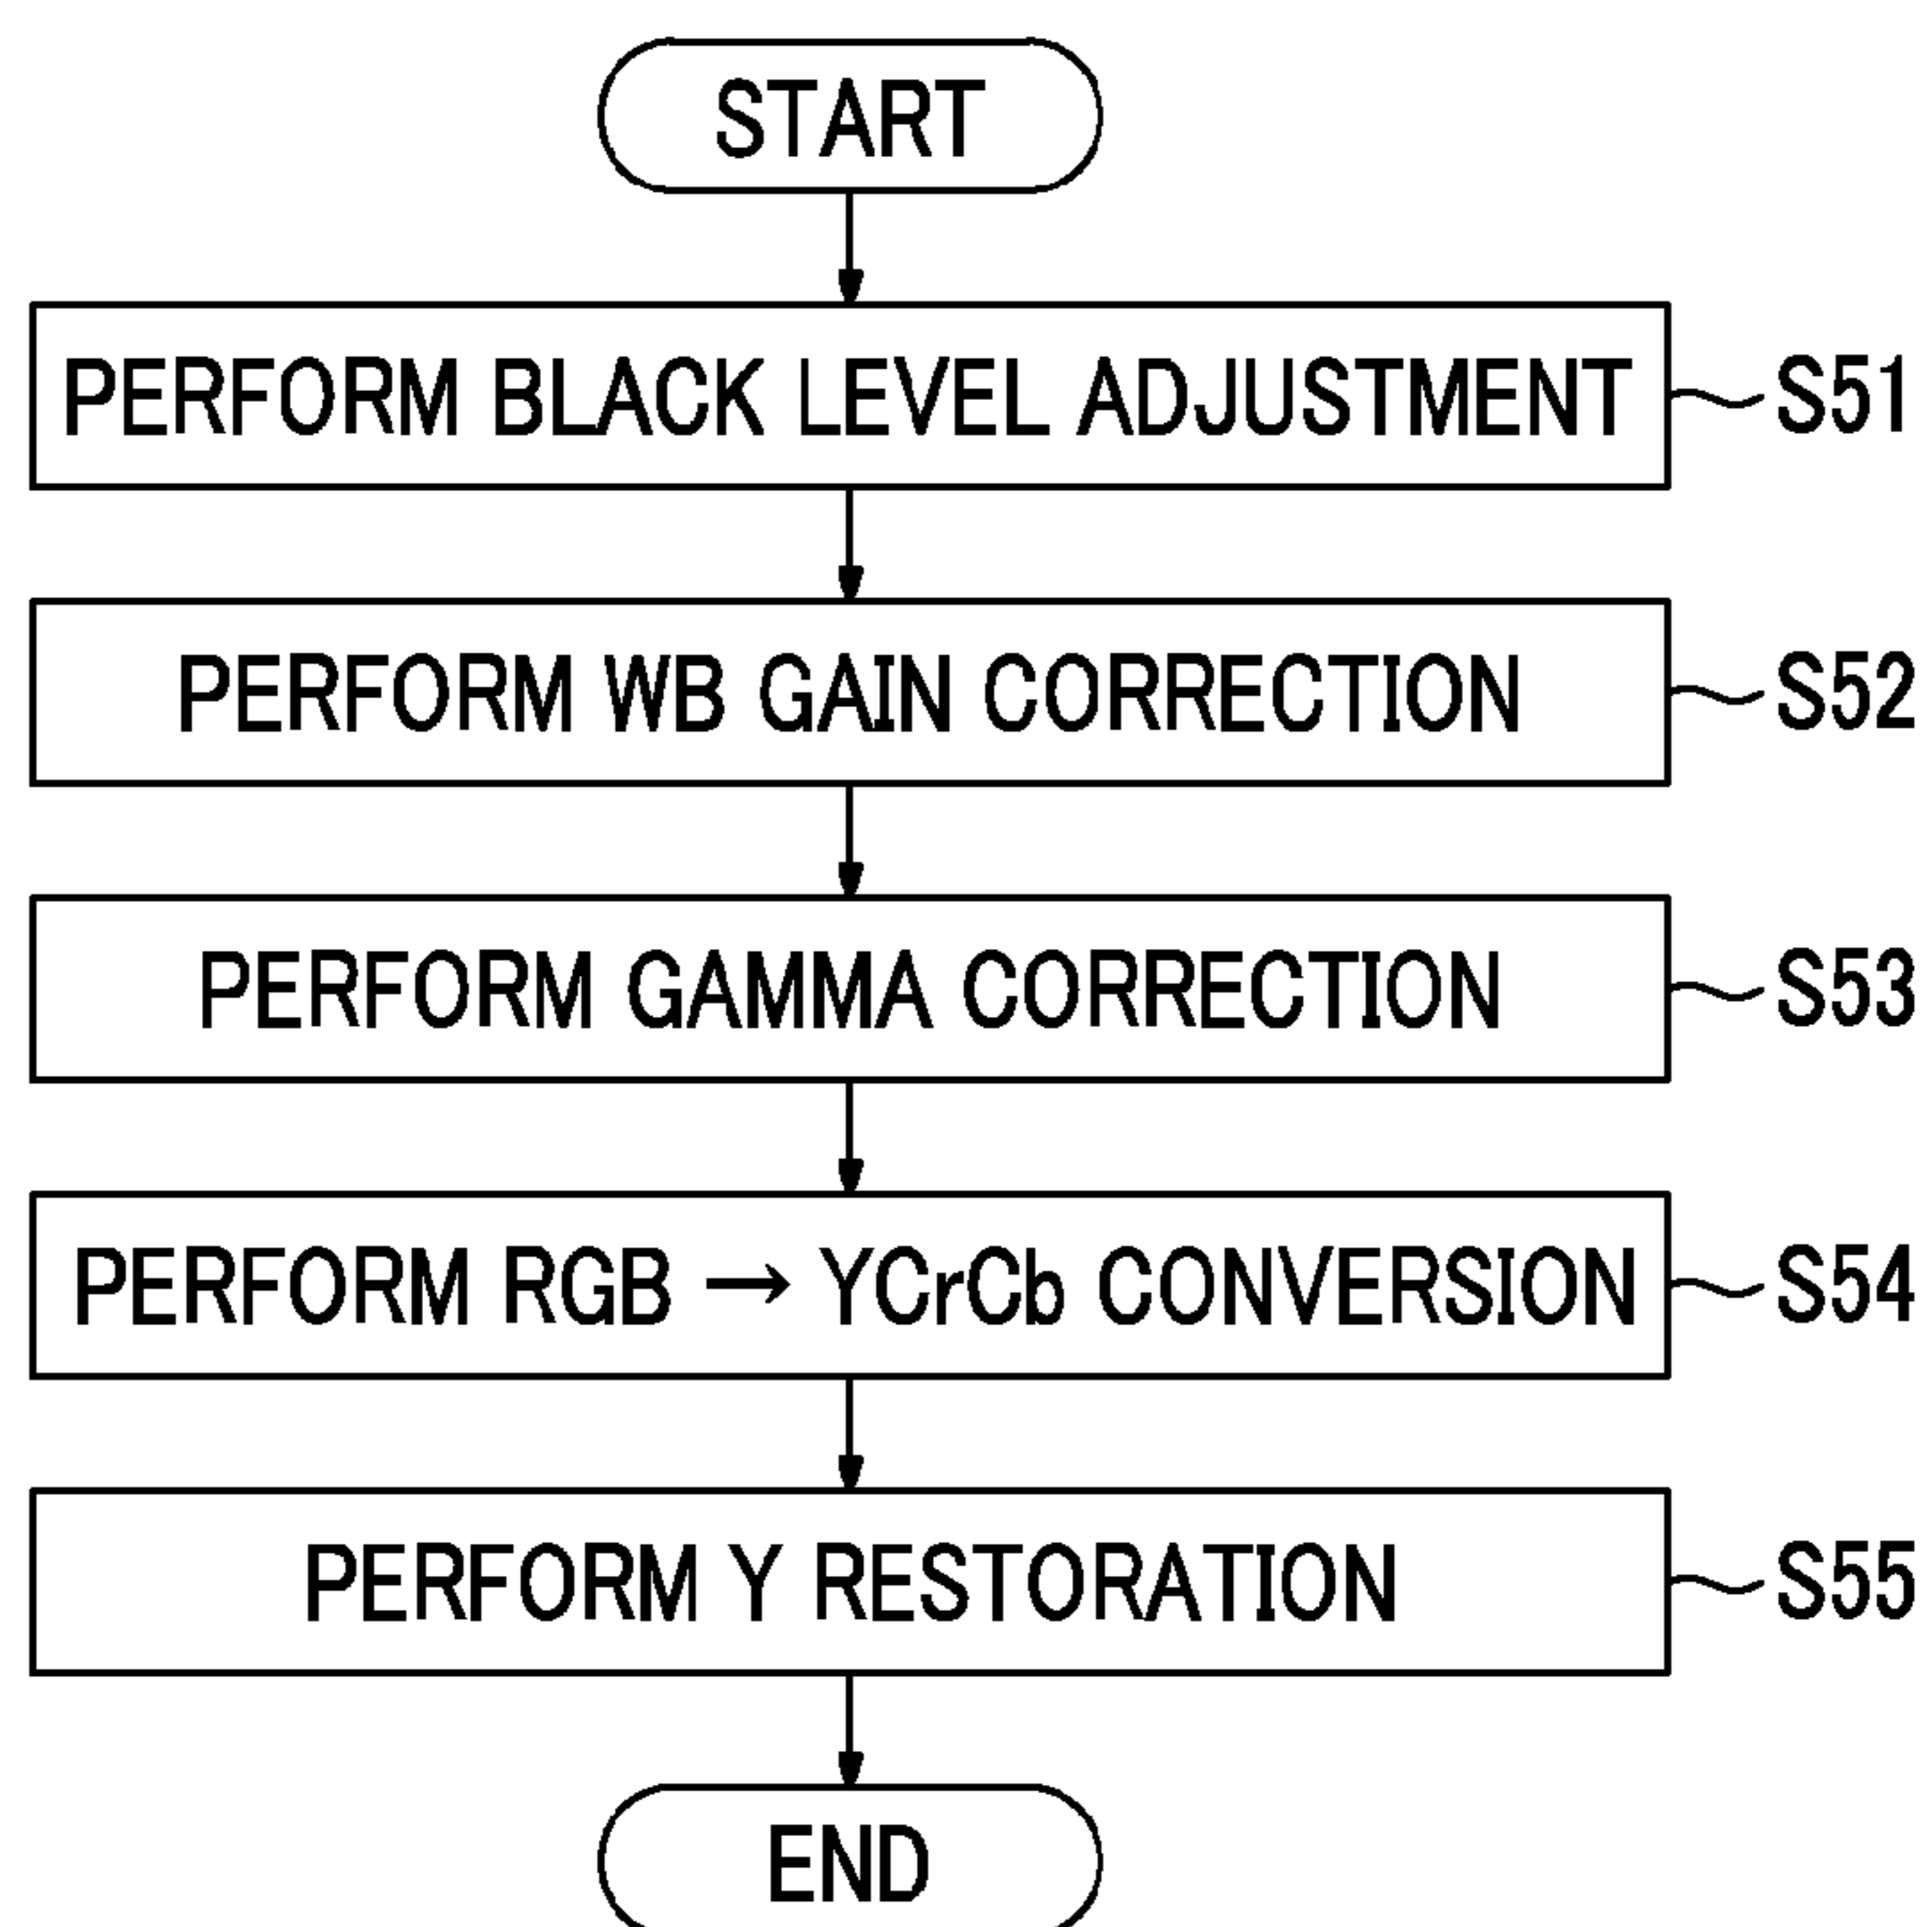 START
PERFORM BLACK LEVEL ADJUSTMENT S51
PERFORM WB GAIN CORRECTION S52
PERFORM GAMMA CORRECTION S53
PERFORM RGB → YCrCb CONVERSION S54
PERFORM Y RESTORATION S55
END